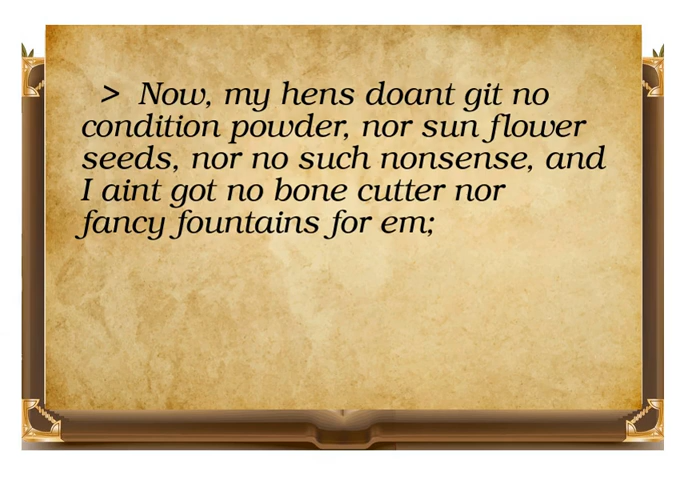 > Now, my hens doant git no
condition powder, nor sun flower
seeds, nor no such nonsense, and
I aint got no bone cutter nor
fancy fountains for em;